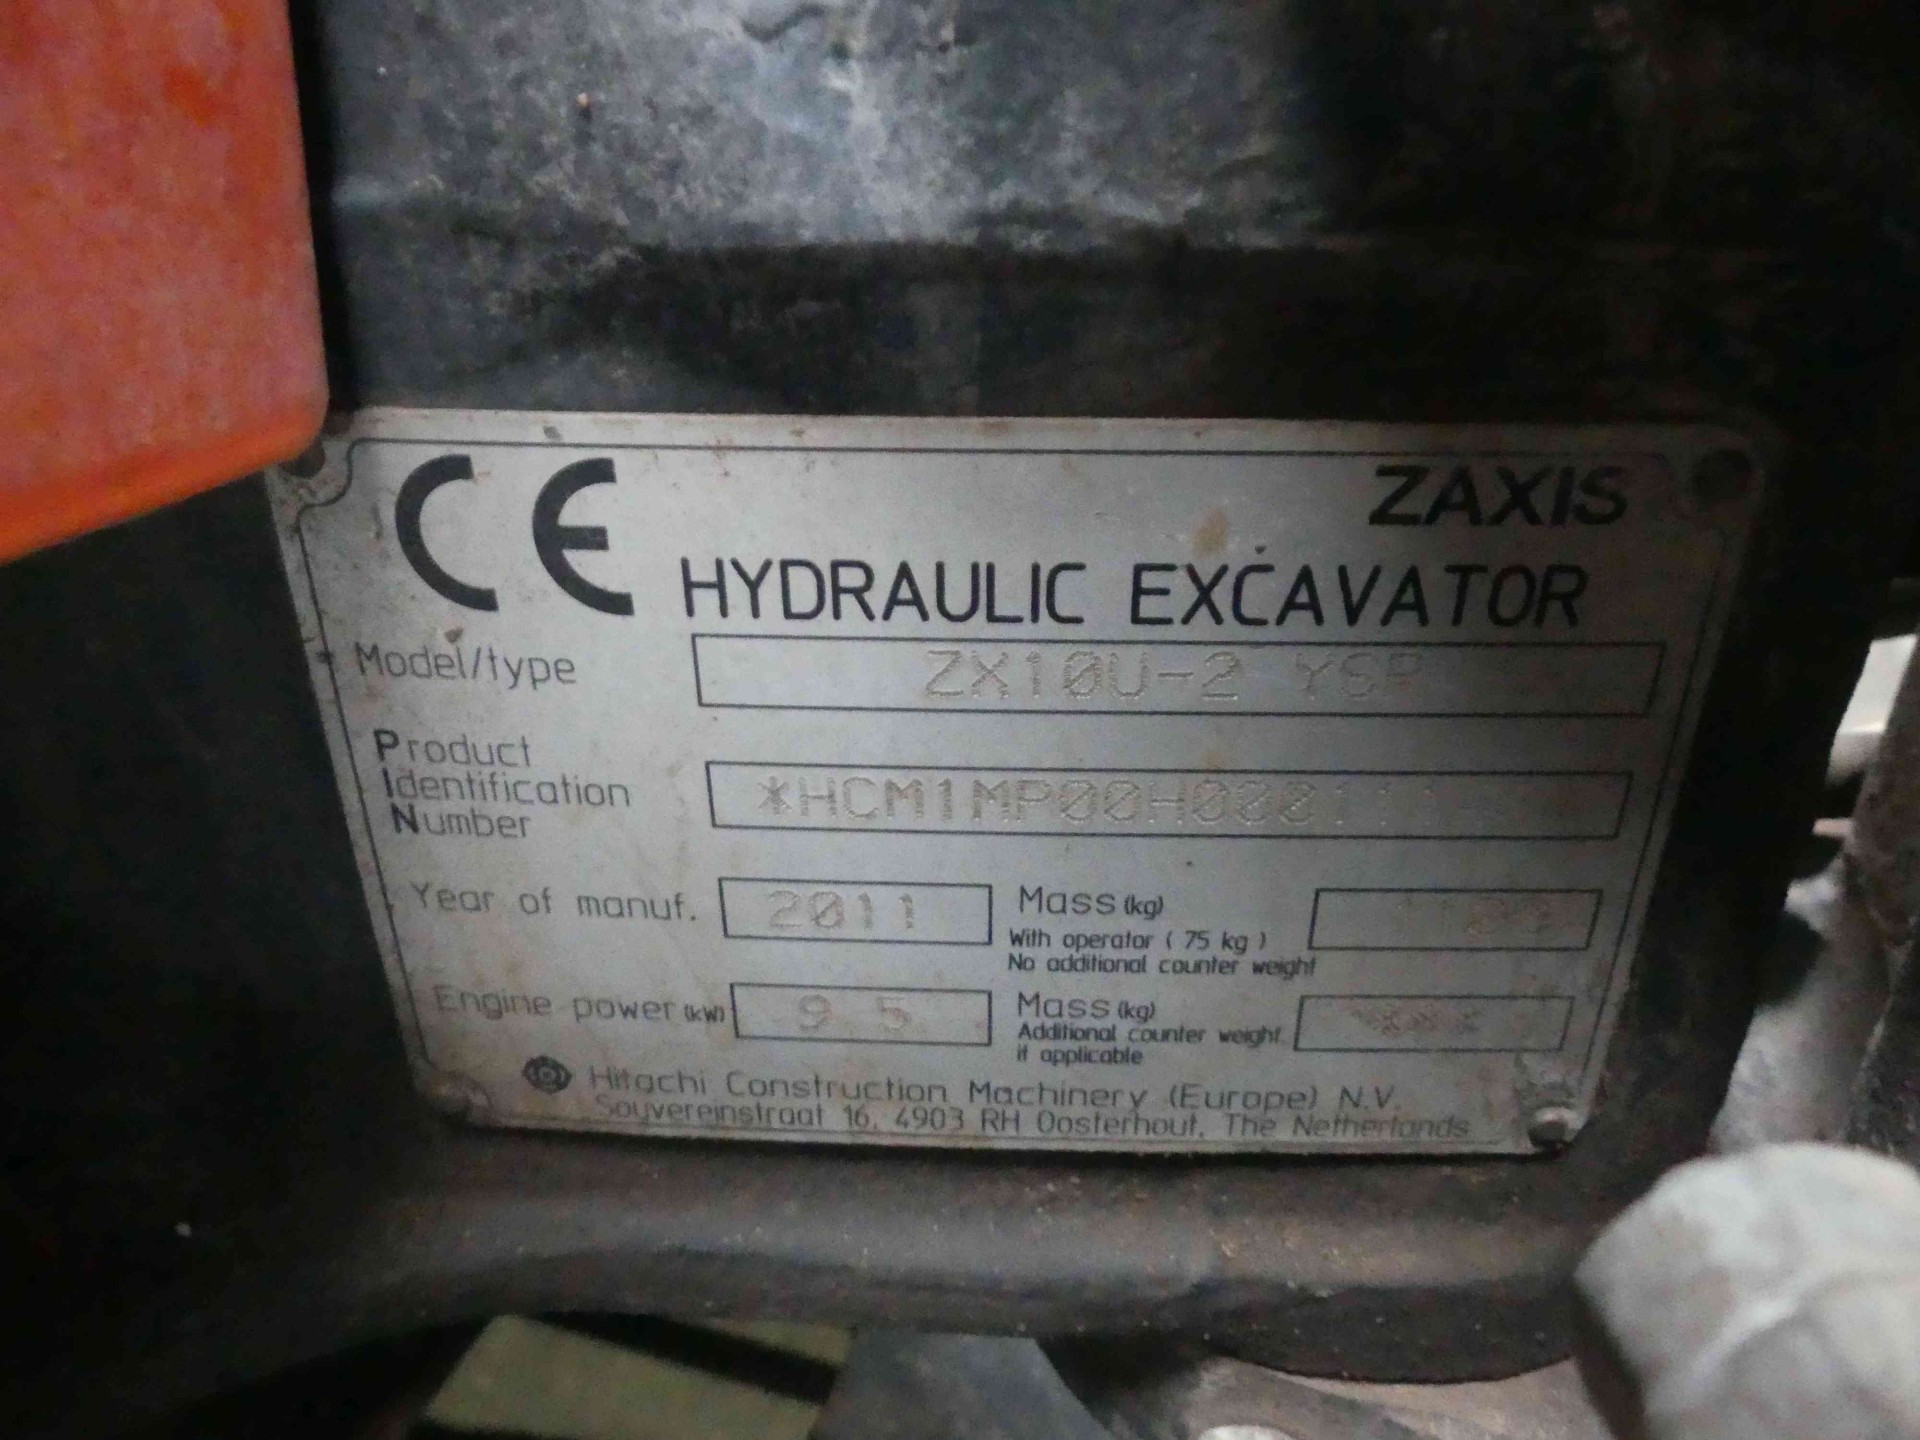 CE ZAXIS
HYDRAULIC EXCAVATOR
Model/type ZX10U-2 YSP
Product
Identification
Number
Year of manuf. 2011 Mass (kg)
With operator ( 75 kg )
No additional counter weight
Engine power (kW) 9.5 Mass (kg)
Additional counter weight
if applicable
Hitachi Construction Machinery (Europe) N.V.
Souvereinstraat 16, 4903 RH Oosterhout, The Netherlands